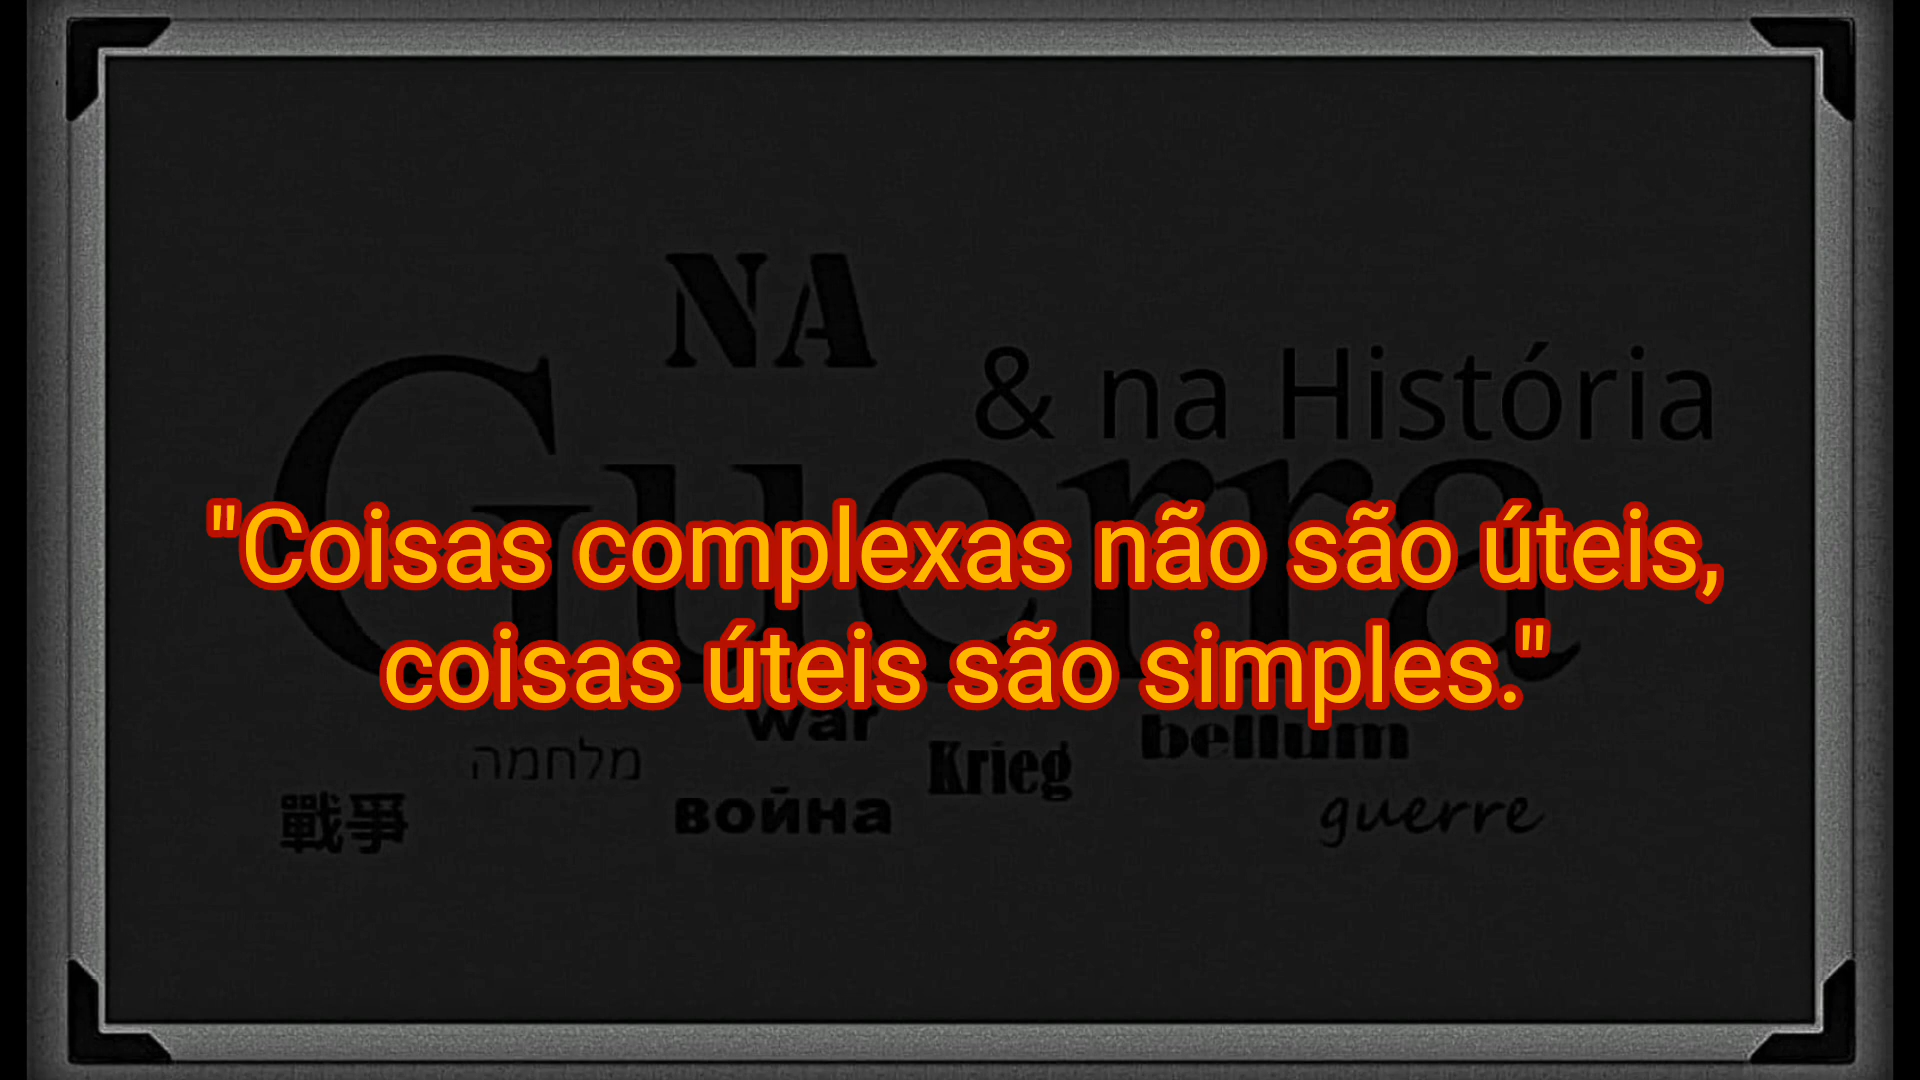 NA
& na História
Guerra
"Coisas complexas não são úteis,
coisas úteis são simples."
war
bellum
מלחמה
Krieg
戰爭
война
guerre